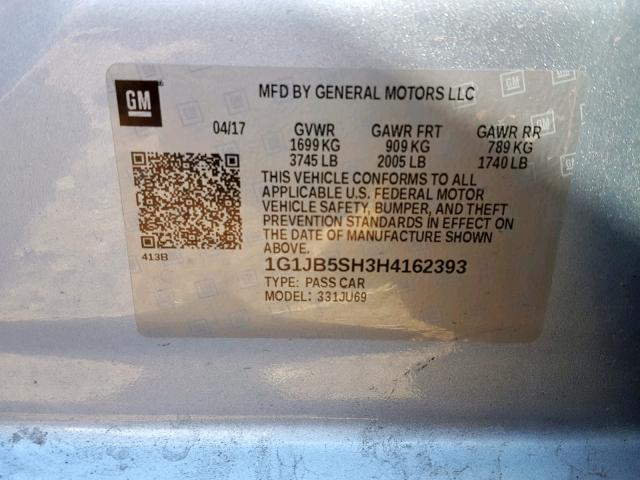 GM
MFD BY GENERAL MOTORS LLC
04/17 GVWR GAWR FRT GAWR RR
1699 KG 909 KG 789 KG
3745 LB 2005 LB 1740 LB
THIS VEHICLE CONFORMS TO ALL
APPLICABLE U.S. FEDERAL MOTOR
VEHICLE SAFETY, BUMPER, AND THEFT
PREVENTION STANDARDS IN EFFECT ON
THE DATE OF MANUFACTURE SHOWN
ABOVE.
413B
1G1JB5SH3H4162393
TYPE: PASS CAR
MODEL: 331JU69